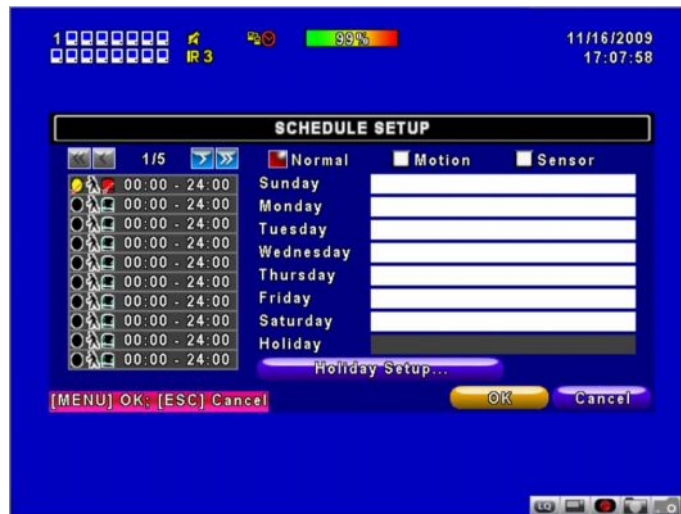 1
99%
11/16/2009
IR 3
17:07:58
SCHEDULE SETUP
1/5
Normal
Motion
Sensor
00:00 - 24:00
00:00 - 24:00
00:00 - 24:00
00:00 - 24:00
00:00 - 24:00
00:00 - 24:00
00:00 - 24:00
00:00 - 24:00
00:00 - 24:00
00:00 - 24:00
Sunday
Monday
Tuesday
Wednesday
Thursday
Friday
Saturday
Holiday
Holiday Setup...
[MENU] OK; [ESC] Cancel
OK
Cancel
LQ